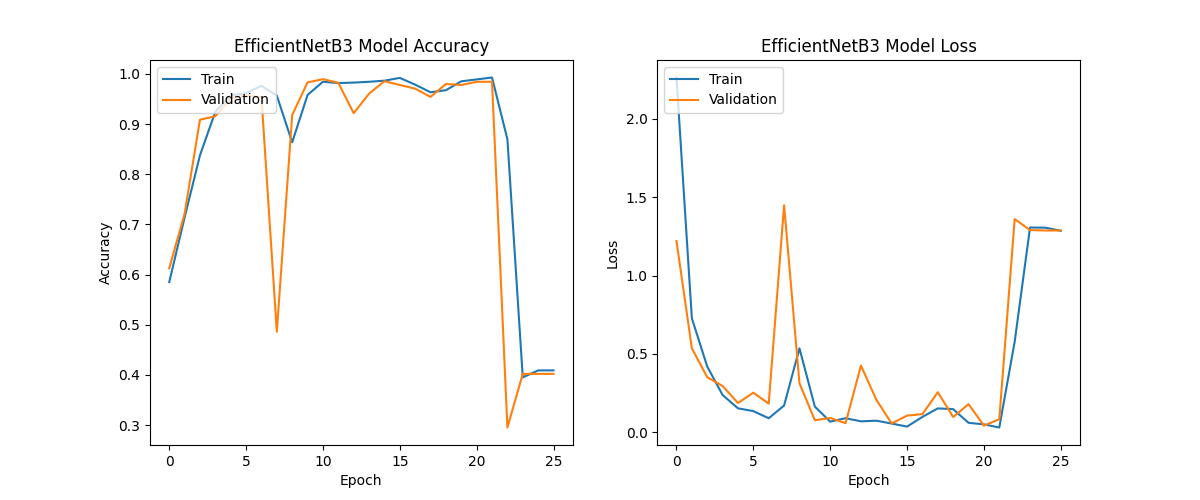 EfficientNetB3 Model Accuracy
Train
Validation
1.0
0.9
0.8
0.7
0.6
0.5
0.4
0.3
Accuracy
0 5 10 15 20 25
Epoch
EfficientNetB3 Model Loss
Train
Validation
2.0
1.5
1.0
0.5
0.0
Loss
0 5 10 15 20 25
Epoch